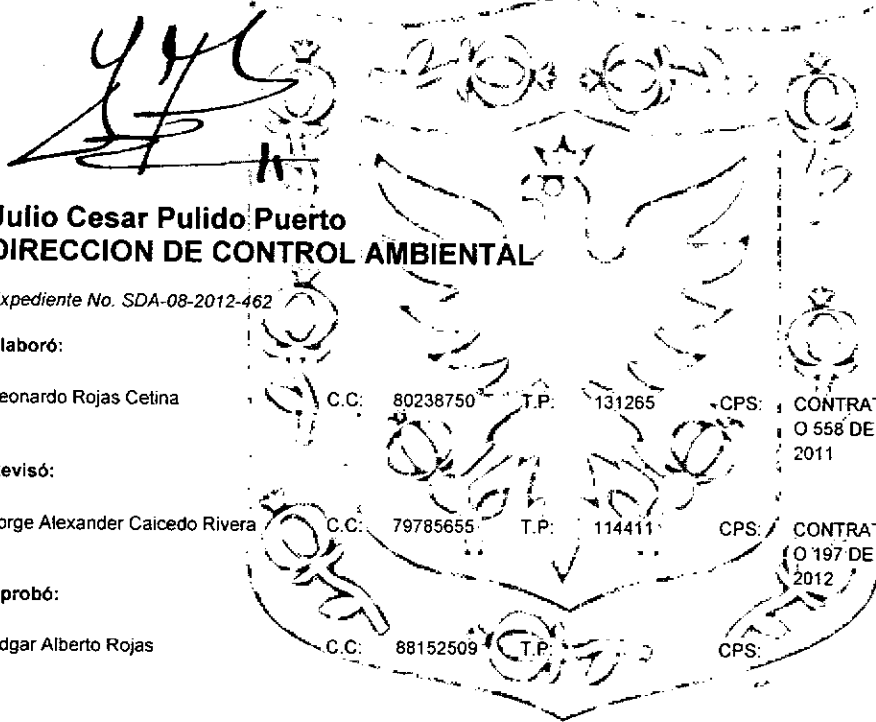 Julio Cesar Pulido Puerto
DIRECCION DE CONTROL AMBIENTAL
xpediente No. SDA-08-2012-462
laboró:
eonardo Rojas Cetina C.C: 80238750 T.P: 131265 CPS: CONTRAT
O 558 DE
2011
evisó:
orge Alexander Caicedo Rivera C.C: 79785655 T.P: 114411 CPS: CONTRAT
O 197 DE
2012
probó:
dgar Alberto Rojas C.C: 88152509 T.P: CPS: